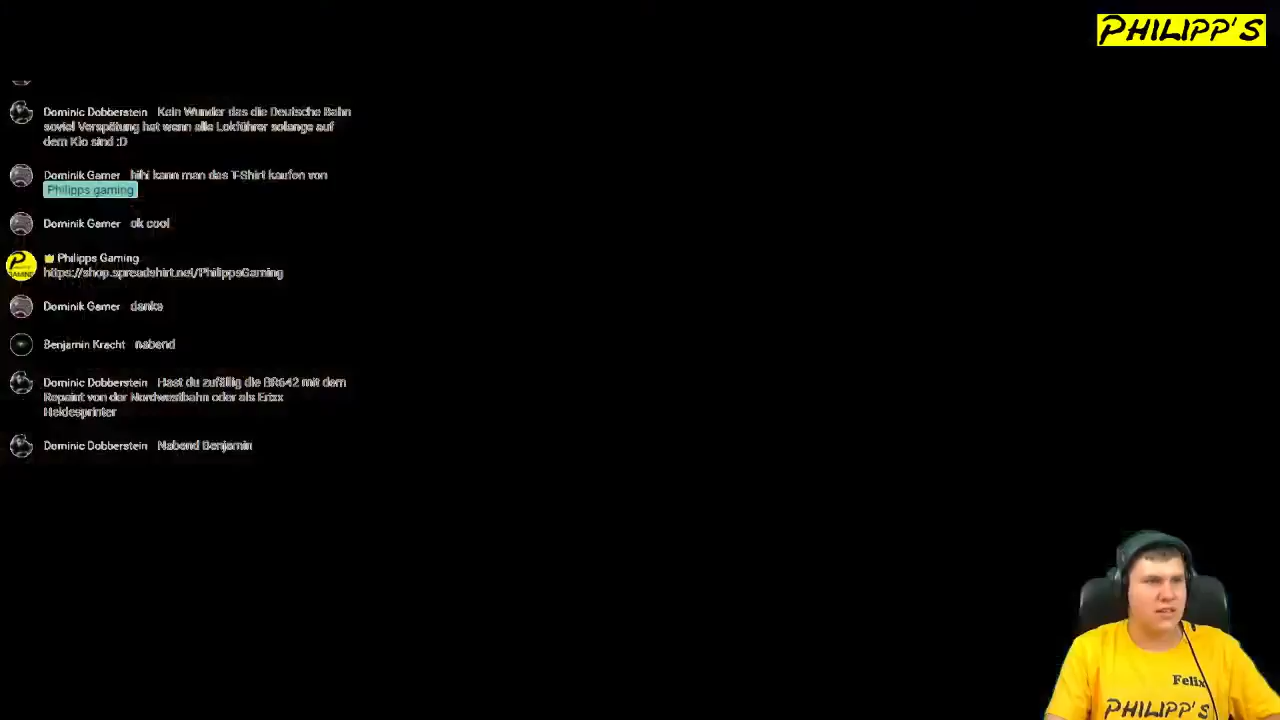 PHILIPP'S
Dominic Dobberstein Kein Wunder das die Deutsche Bahn
soviel Verspätung hat wenn alle Lokführer solange auf
dem Klo sind :D
Dominik Gamer hihi kann man das T-Shirt kaufen von
Philipps gaming
Dominik Gamer ok cool
Philipps Gaming
https://shop.spreadshirt.net/PhilippsGaming
Dominik Gamer danke
Benjamin Kracht nabend
Dominic Dobberstein Hast du zufällig die BR642 mit dem
Repaint von der Nordwestbahn oder als Erixx
Heidesprinter
Dominic Dobberstein Nabend Benjamin
Felix
PHILIPP'S